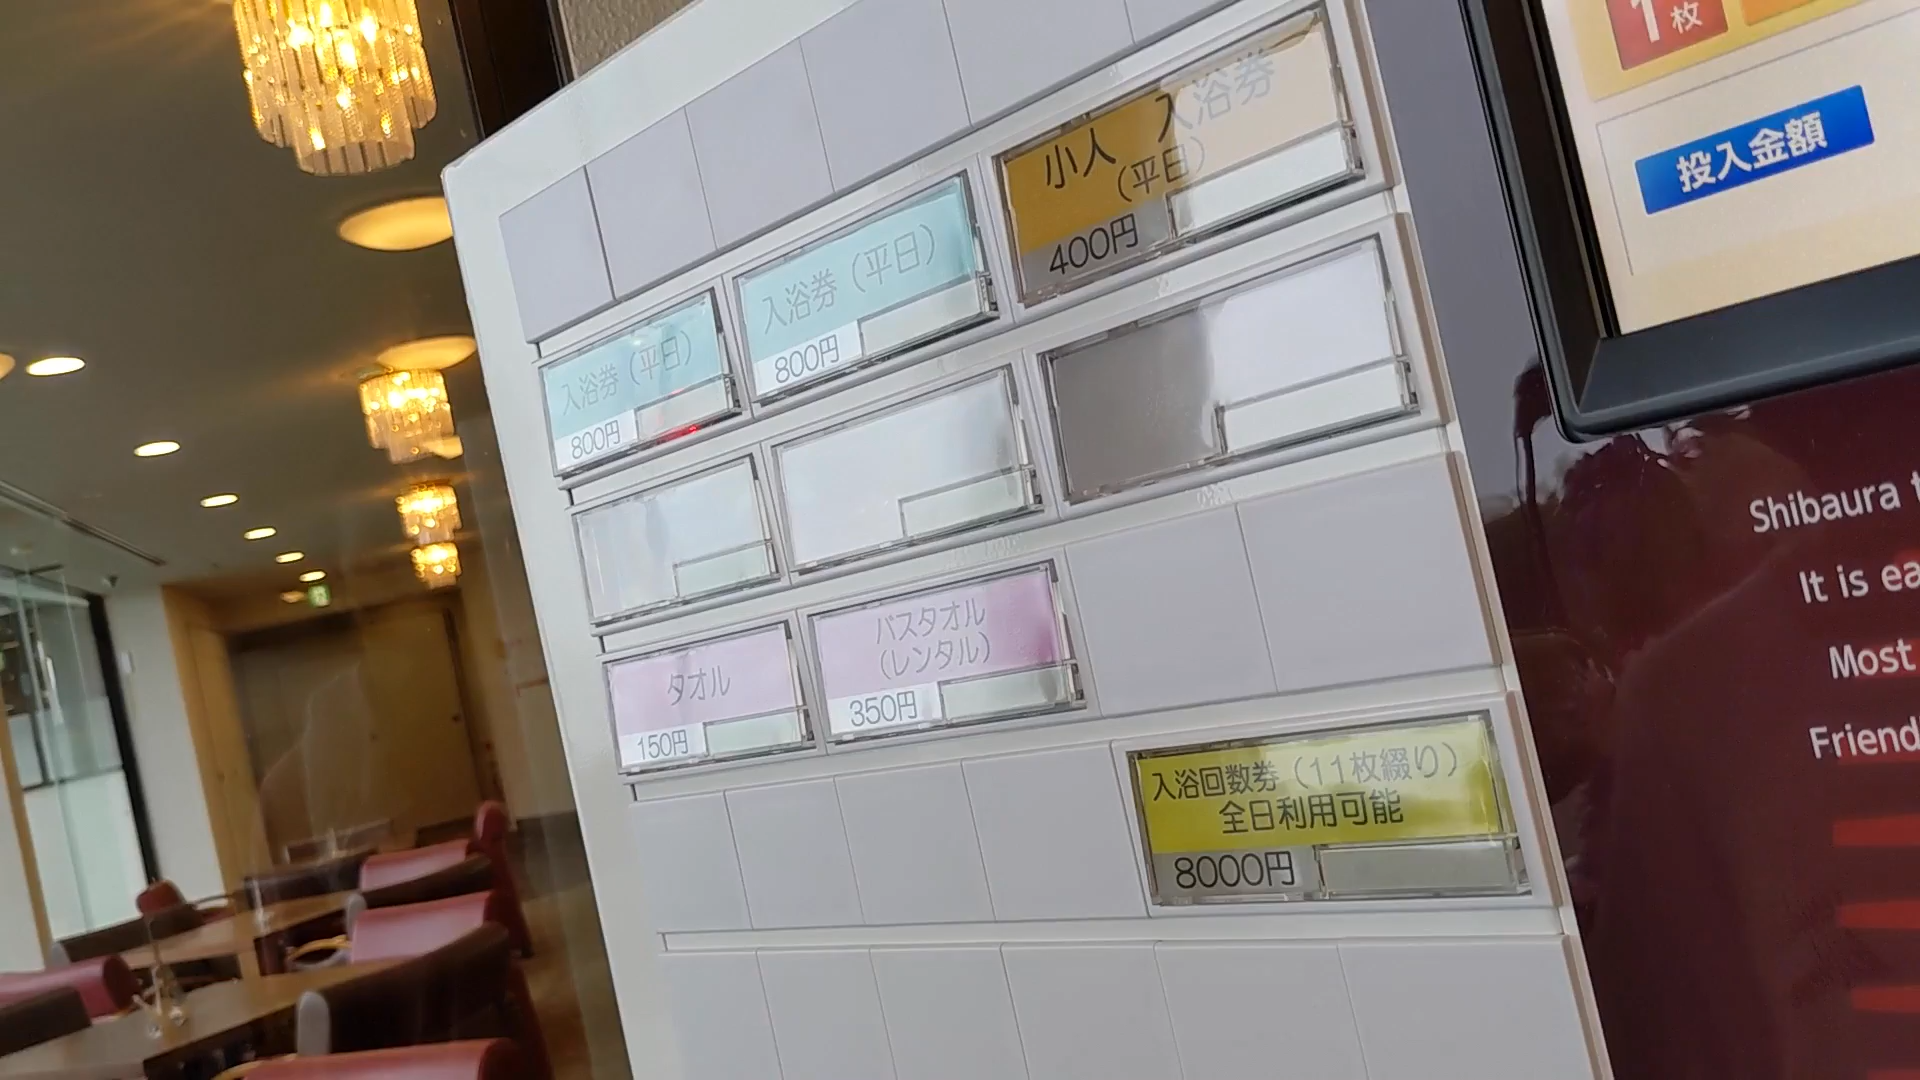 入浴券（平日）
800円
入浴券（平日）
800円
小人 入浴券
（平日）
400円
タオル
150円
バスタオル
（レンタル）
350円
入浴回数券（11枚綴り）
全日利用可能
8000円
1枚
投入金額
Shibaura
It is
Most